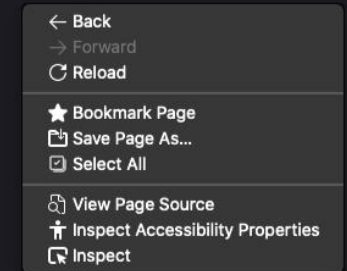 Back
Forward
Reload
Bookmark Page
Save Page As...
Select All
View Page Source
Inspect Accessibility Properties
Inspect